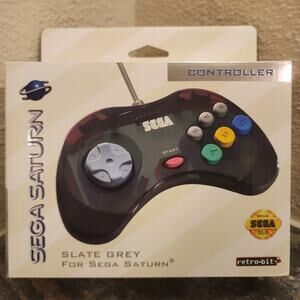 CONTROLLER
SEGA SATURN
SEGA
START
SLATE GREY
FOR SEGA SATURN®
SEGA
retro-bit